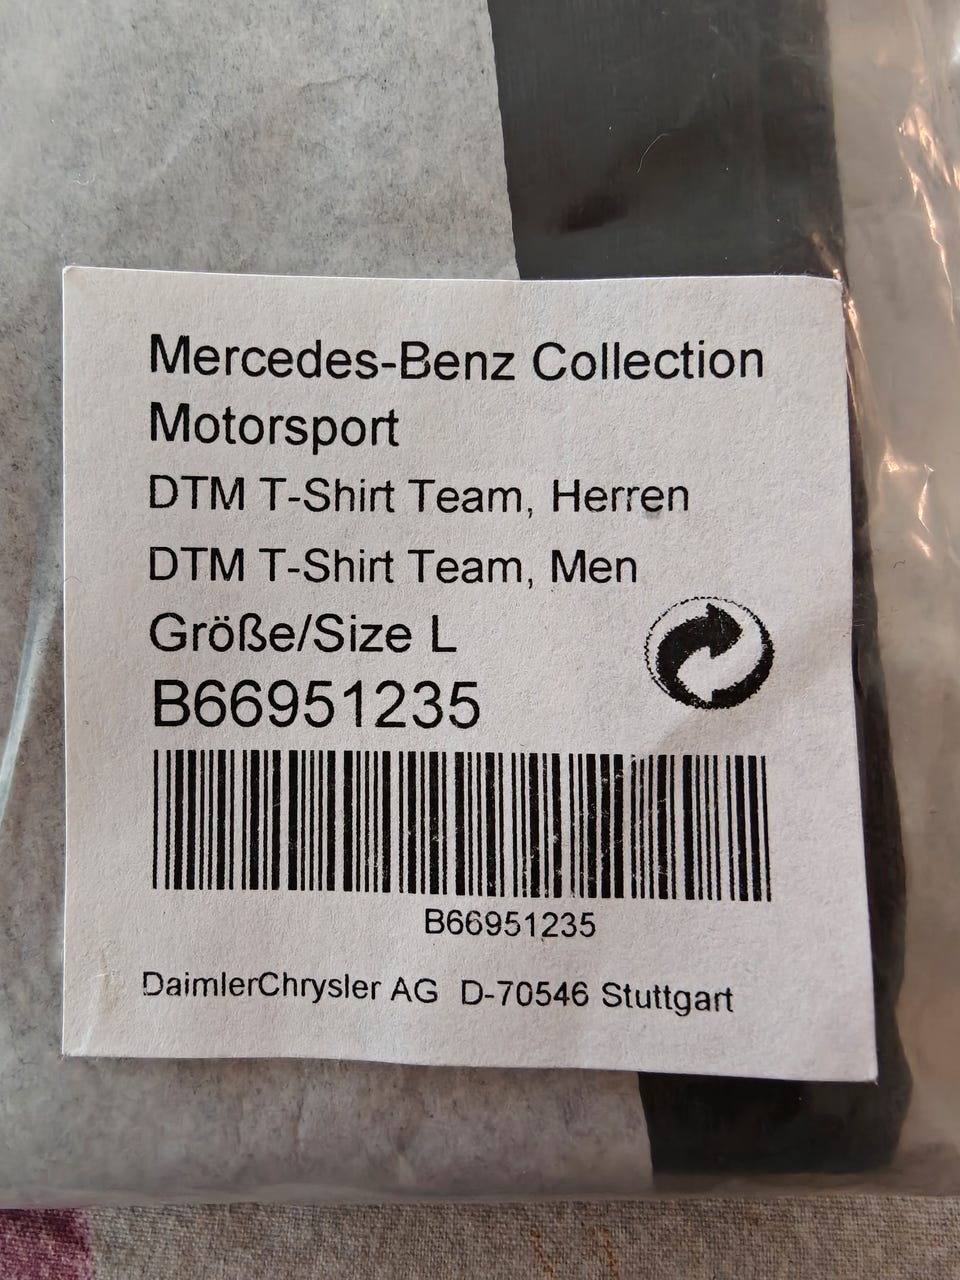 Mercedes-Benz Collection
Motorsport
DTM T-Shirt Team, Herren
DTM T-Shirt Team, Men
Größe/Size L
B66951235
B66951235
DaimlerChrysler AG D-70546 Stuttgart